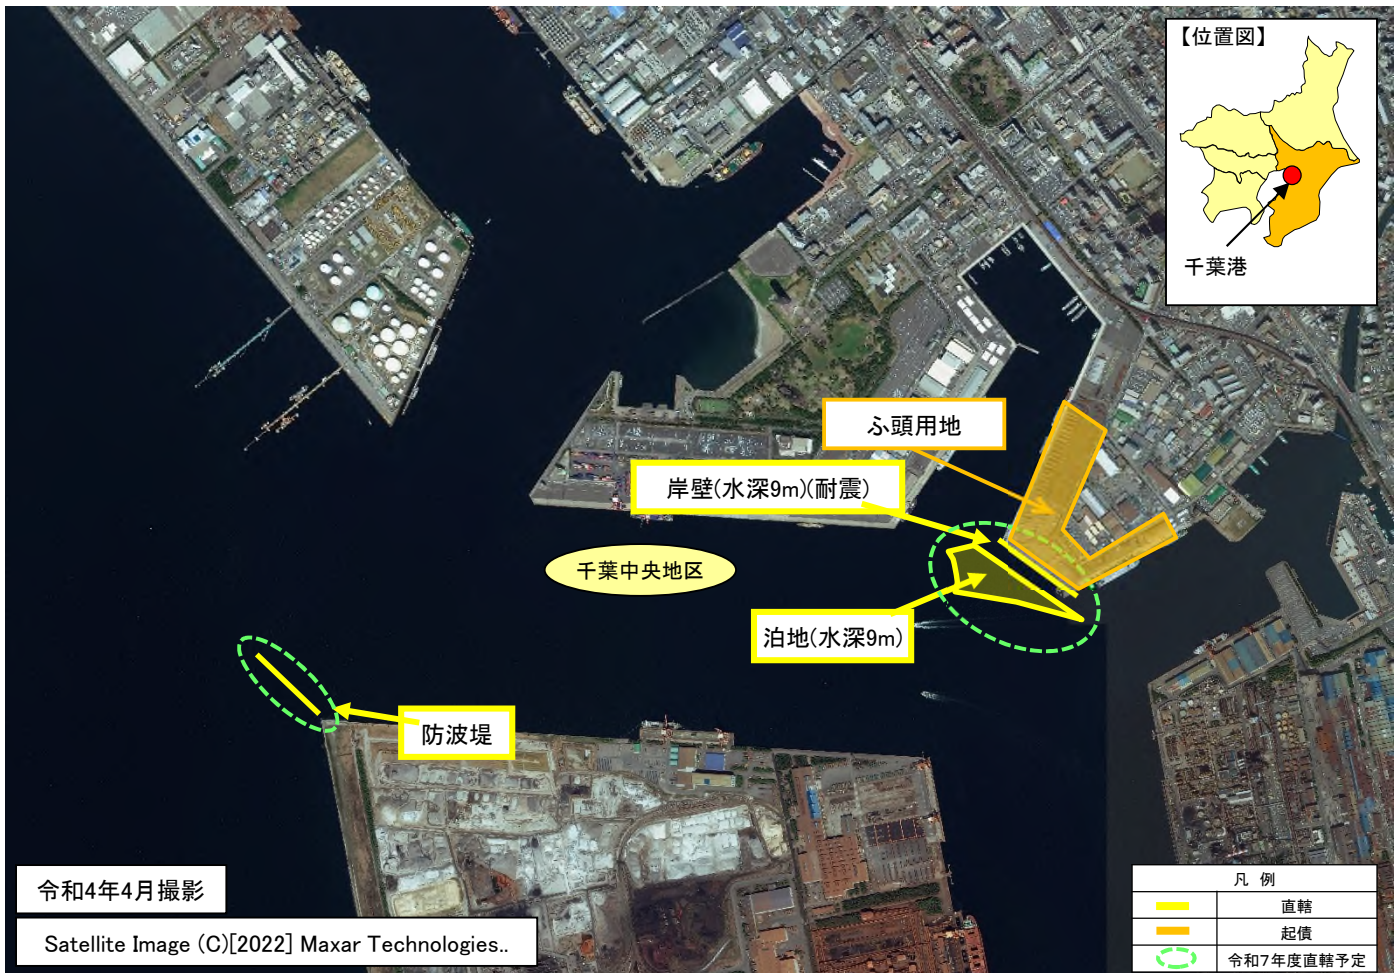 【位置図】
千葉港
ふ頭用地
岸壁(水深9m)(耐震)
千葉中央地区
泊地(水深9m)
防波堤
令和4年4月撮影
Satellite Image (C)[2022] Maxar Technologies..
凡 例
直轄
起債
令和7年度直轄予定